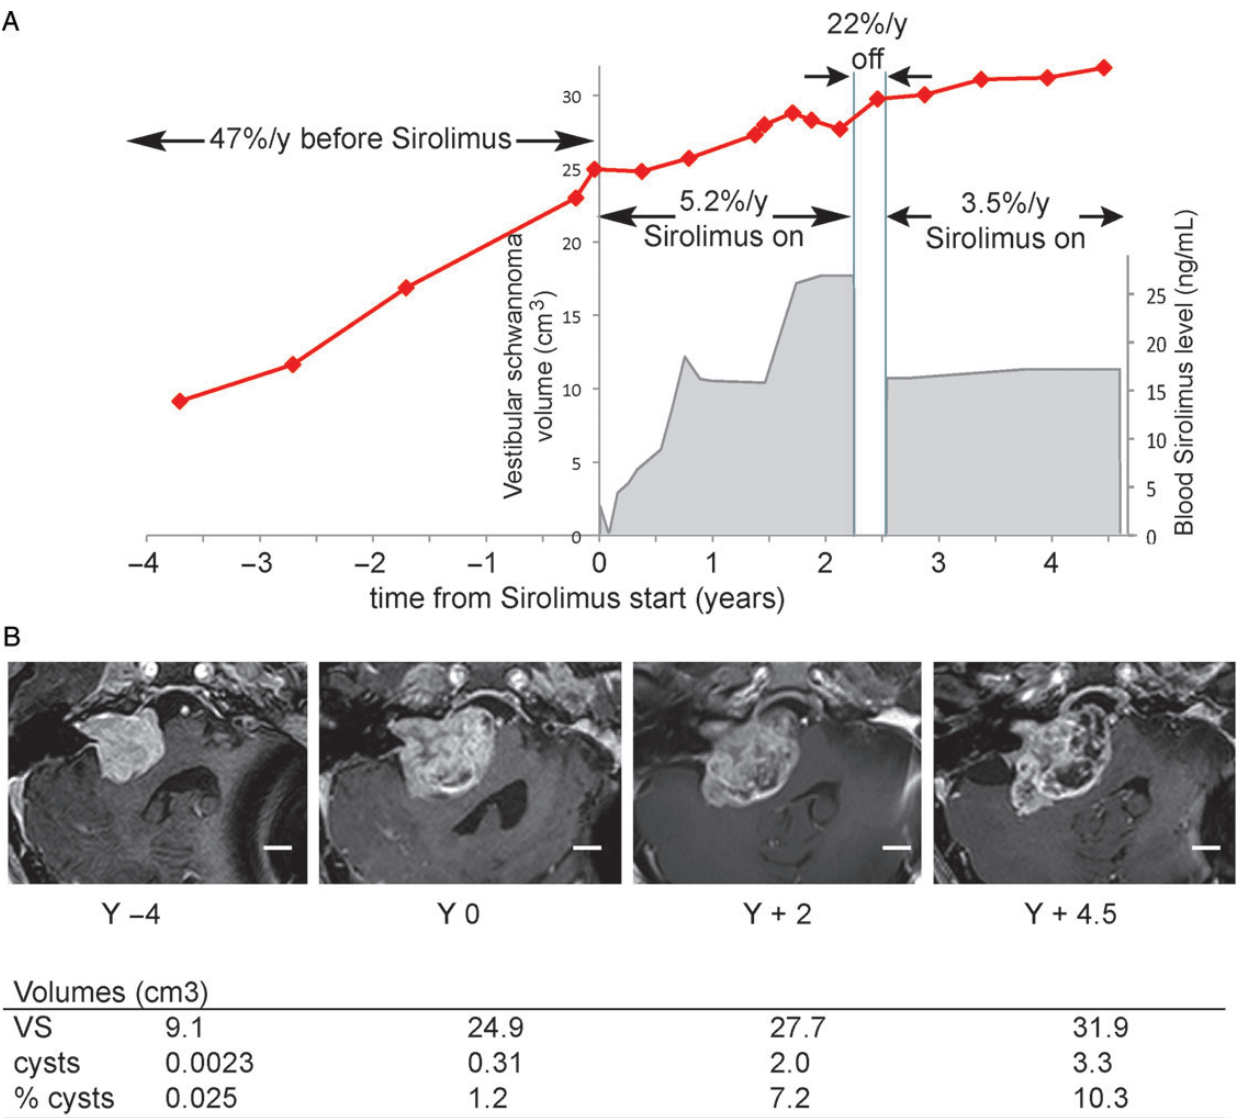 A
22%/y
off
47%/y before Sirolimus
5.2%/y
Sirolimus on
3.5%/y
Sirolimus on
Vestibular schwannoma
volume (cm3)
30
25
20
15
10
5
0
Blood Sirolimus level (ng/mL)
25
20
15
10
5
0
–4 –3 –2 –1 0 1 2 3 4
time from Sirolimus start (years)
B
Y –4 Y 0 Y + 2 Y + 4.5
Volumes (cm3)
VS 9.1 24.9 27.7 31.9
cysts 0.0023 0.31 2.0 3.3
% cysts 0.025 1.2 7.2 10.3